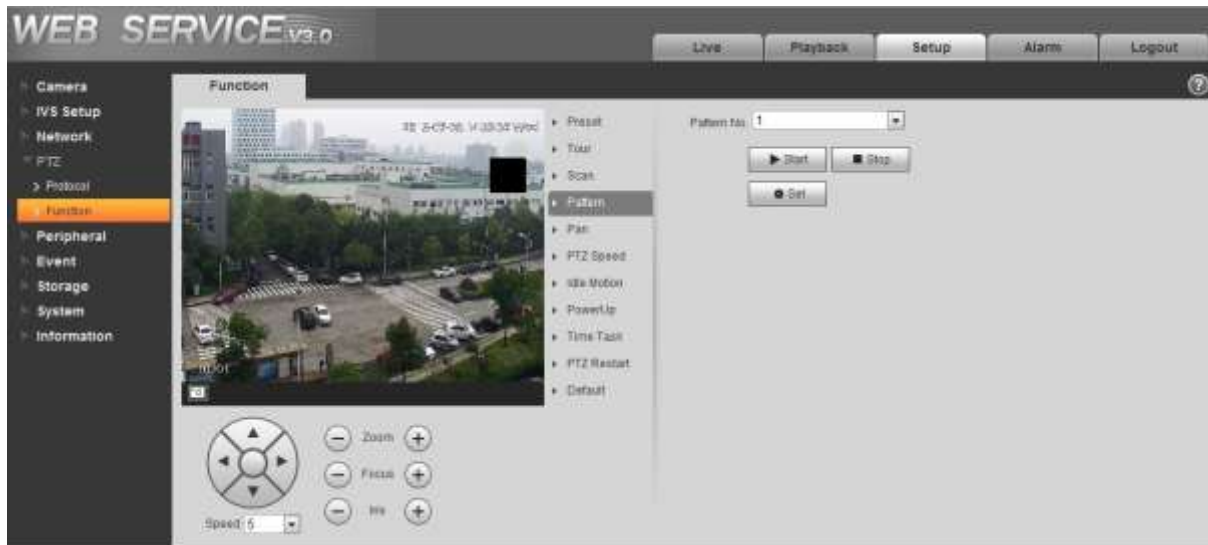 WEB SERVICE V3.0
Live
Playback
Setup
Alarm
Logout
Camera
IVS Setup
Network
PTZ
Protocol
Function
Peripheral
Event
Storage
System
Information
Function
Preset
Tour
Scan
Pattern
Pan
PTZ Speed
Idle Motion
PowerUp
Time Task
PTZ Restart
Default
Pattern No. 1
Start
Stop
Set
Zoom
Focus
Iris
Speed 5